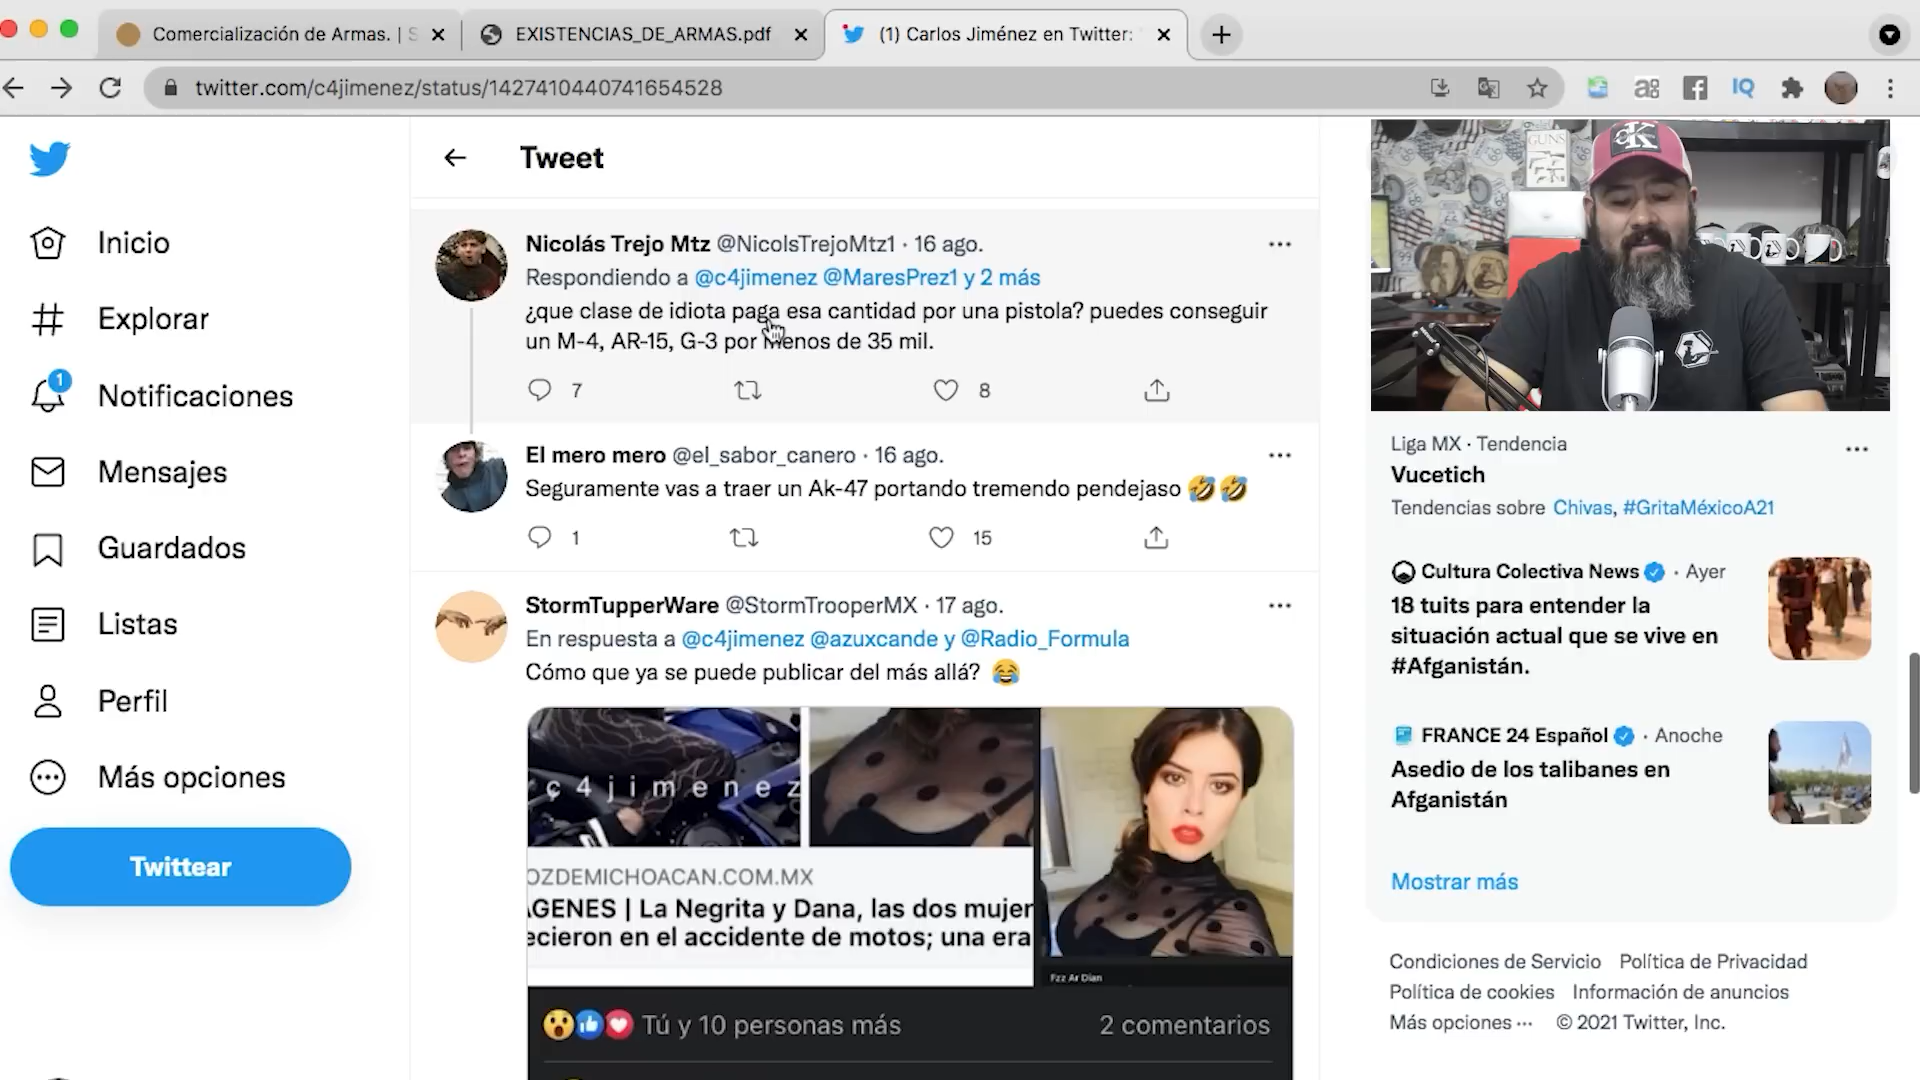 Comercialización de Armas. | S
EXISTENCIAS_DE_ARMAS.pdf
(1) Carlos Jiménez en Twitter:
twitter.com/c4jimenez/status/1427410440741654528
IQ
Inicio
Explorar
1
Notificaciones
Mensajes
Guardados
Listas
Perfil
Más opciones
Twittear
Tweet
Nicolás Trejo Mtz @NicolsTrejoMtz1 · 16 ago.
Respondiendo a @c4jimenez @MaresPrez1 y 2 más
¿que clase de idiota paga esa cantidad por una pistola? puedes conseguir
un M-4, AR-15, G-3 por menos de 35 mil.
7 8
El mero mero @el_sabor_canero · 16 ago.
Seguramente vas a traer un Ak-47 portando tremendo pendejaso 🤣🤣
1 15
StormTupperWare @StormTrooperMX · 17 ago.
En respuesta a @c4jimenez @azuxcande y @Radio_Formula
Cómo que ya se puede publicar del más allá? 😂
c4jimenez
OZDEMICHOACAN.COM.MX
ÁGENES | La Negrita y Dana, las dos mujer
ecieron en el accidente de motos; una era
Fzz Ar Dian
Tú y 10 personas más
2 comentarios
GUNS
CK
Liga MX · Tendencia
Vucetich
Tendencias sobre Chivas, #GritaMéxicoA21
Cultura Colectiva News · Ayer
18 tuits para entender la
situación actual que se vive en
#Afganistán.
FRANCE 24 Español · Anoche
Asedio de los talibanes en
Afganistán
Mostrar más
Condiciones de Servicio Política de Privacidad
Política de cookies Información de anuncios
Más opciones ··· © 2021 Twitter, Inc.